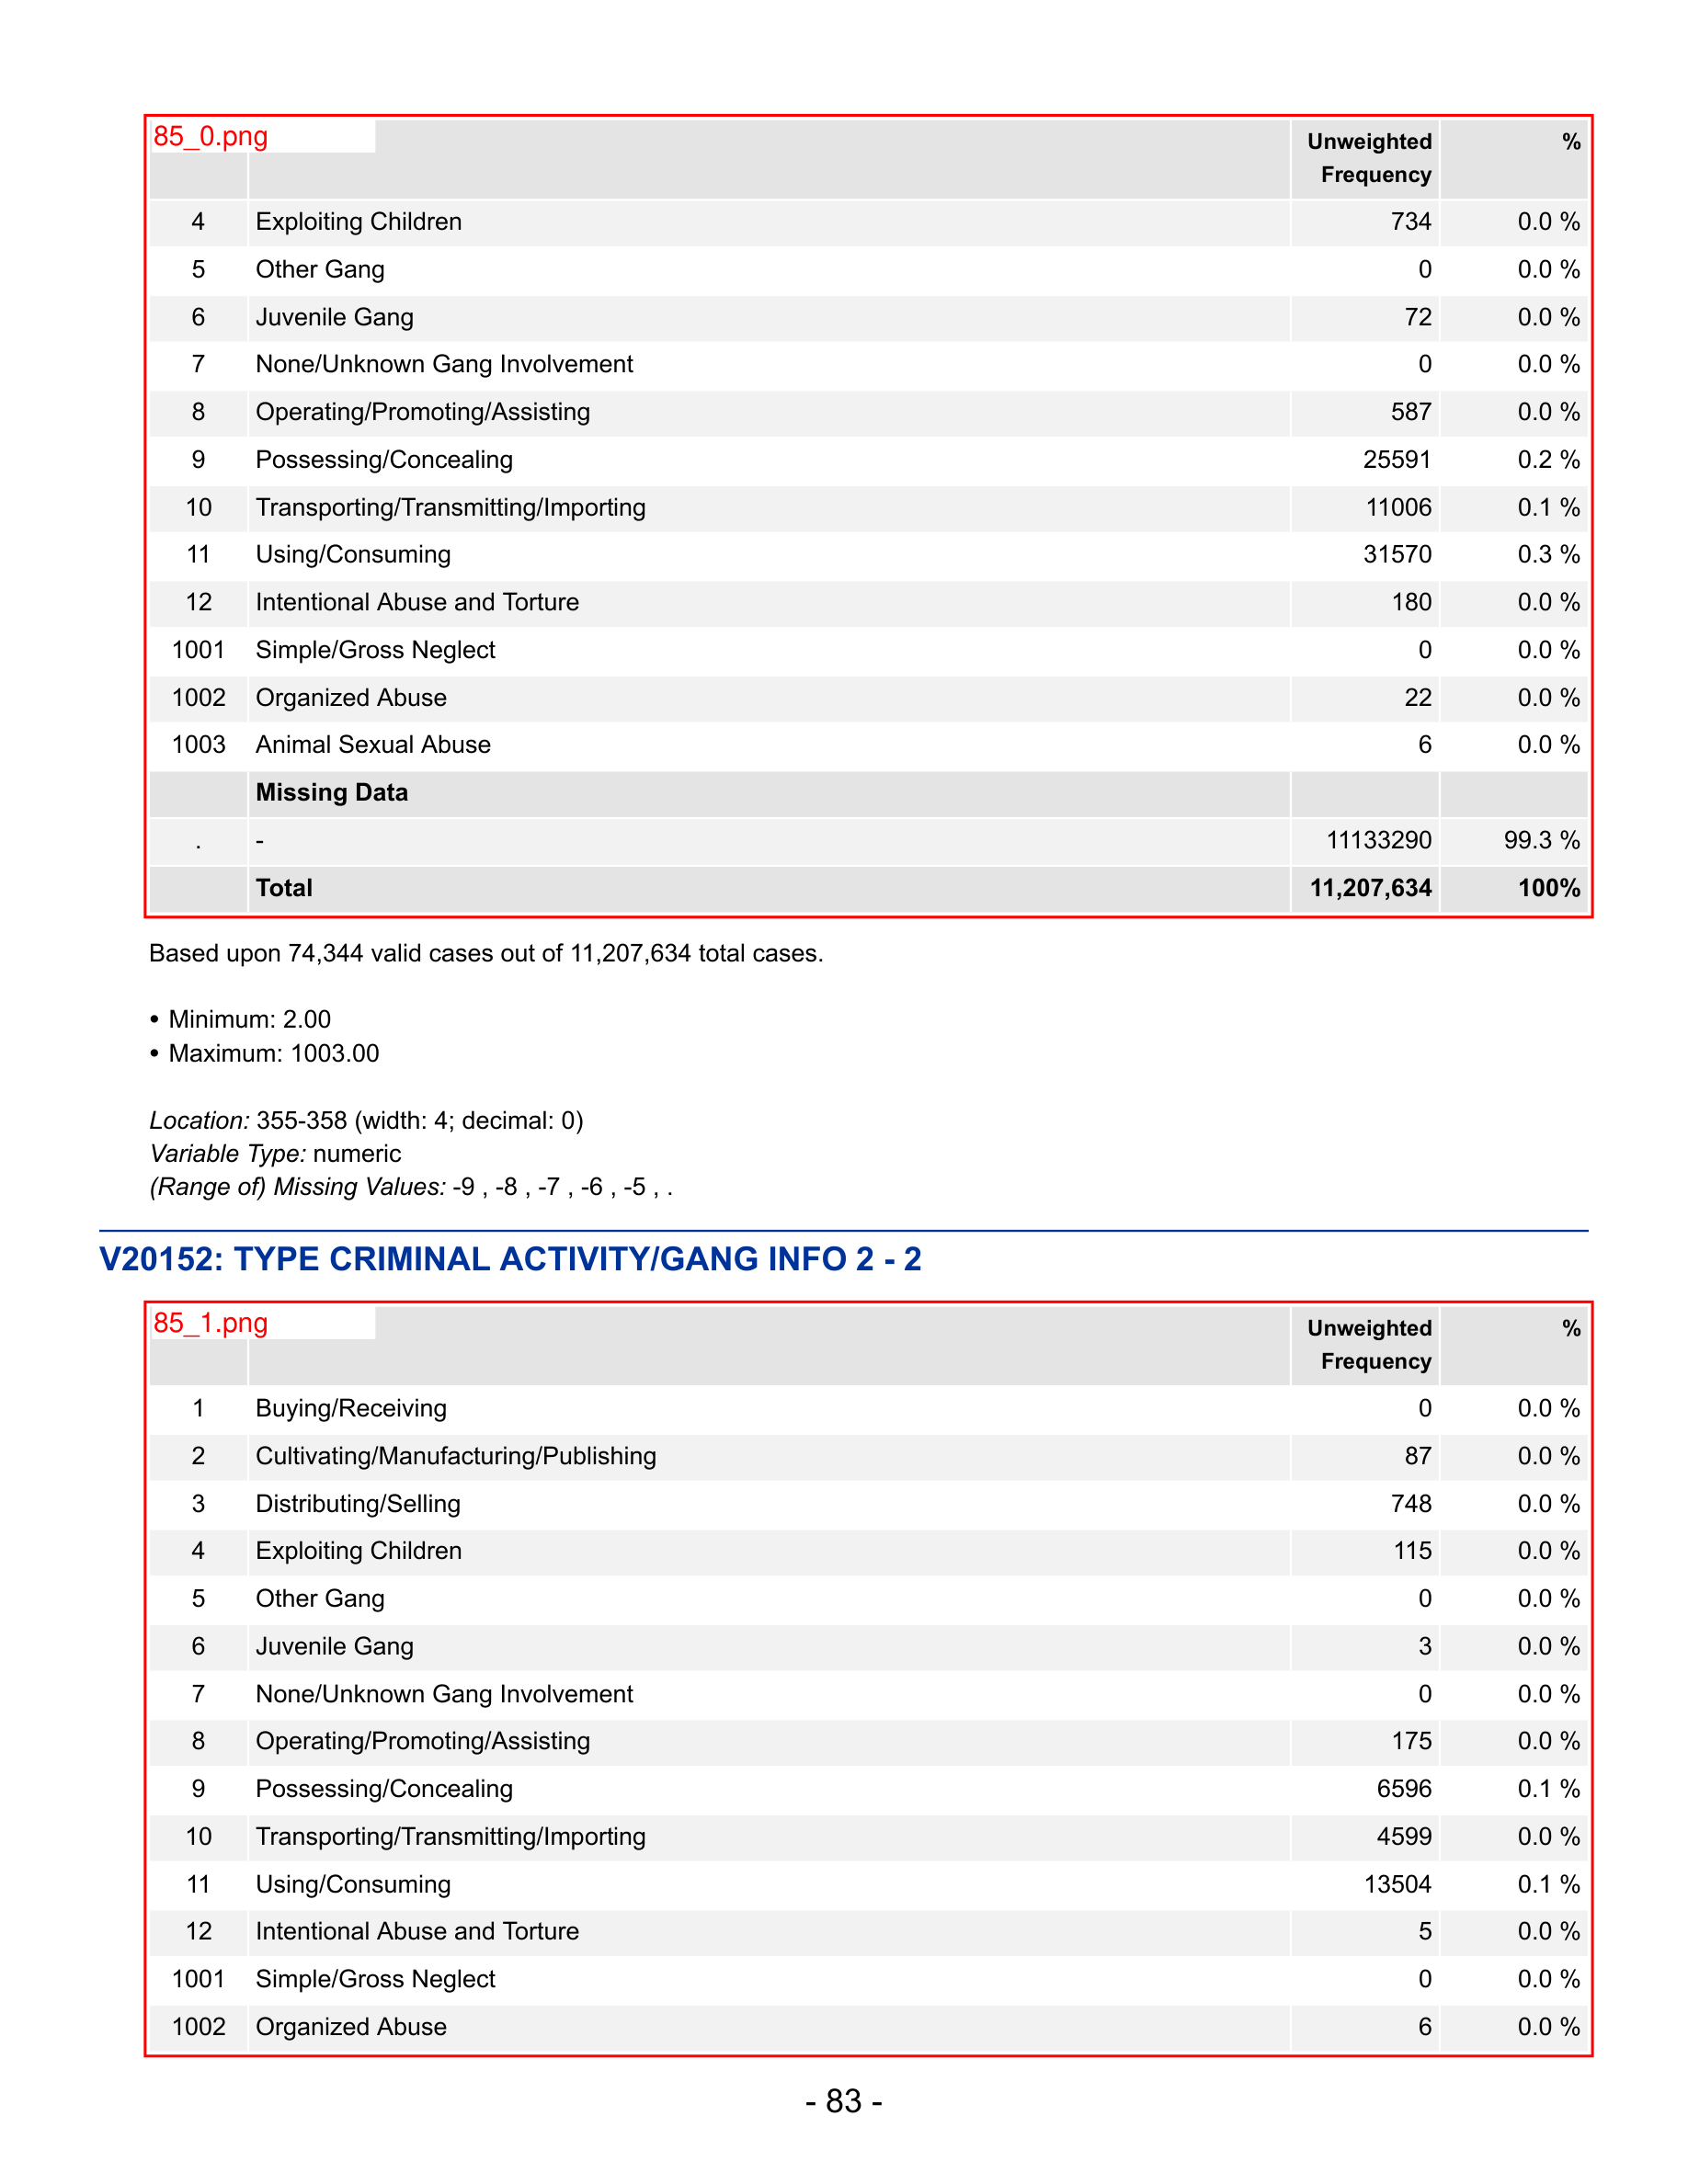 85_0.png
Unweighted Frequency %
4 Exploiting Children 734 0.0 %
5 Other Gang 0 0.0 %
6 Juvenile Gang 72 0.0 %
7 None/Unknown Gang Involvement 0 0.0 %
8 Operating/Promoting/Assisting 587 0.0 %
9 Possessing/Concealing 25591 0.2 %
10 Transporting/Transmitting/Importing 11006 0.1 %
11 Using/Consuming 31570 0.3 %
12 Intentional Abuse and Torture 180 0.0 %
1001 Simple/Gross Neglect 0 0.0 %
1002 Organized Abuse 22 0.0 %
1003 Animal Sexual Abuse 6 0.0 %
Missing Data
. - 11133290 99.3 %
Total 11,207,634 100%
Based upon 74,344 valid cases out of 11,207,634 total cases.
• Minimum: 2.00
• Maximum: 1003.00
Location: 355-358 (width: 4; decimal: 0)
Variable Type: numeric
(Range of) Missing Values: -9 , -8 , -7 , -6 , -5 , .
V20152: TYPE CRIMINAL ACTIVITY/GANG INFO 2 - 2
85_1.png
Unweighted Frequency %
1 Buying/Receiving 0 0.0 %
2 Cultivating/Manufacturing/Publishing 87 0.0 %
3 Distributing/Selling 748 0.0 %
4 Exploiting Children 115 0.0 %
5 Other Gang 0 0.0 %
6 Juvenile Gang 3 0.0 %
7 None/Unknown Gang Involvement 0 0.0 %
8 Operating/Promoting/Assisting 175 0.0 %
9 Possessing/Concealing 6596 0.1 %
10 Transporting/Transmitting/Importing 4599 0.0 %
11 Using/Consuming 13504 0.1 %
12 Intentional Abuse and Torture 5 0.0 %
1001 Simple/Gross Neglect 0 0.0 %
1002 Organized Abuse 6 0.0 %
- 83 -